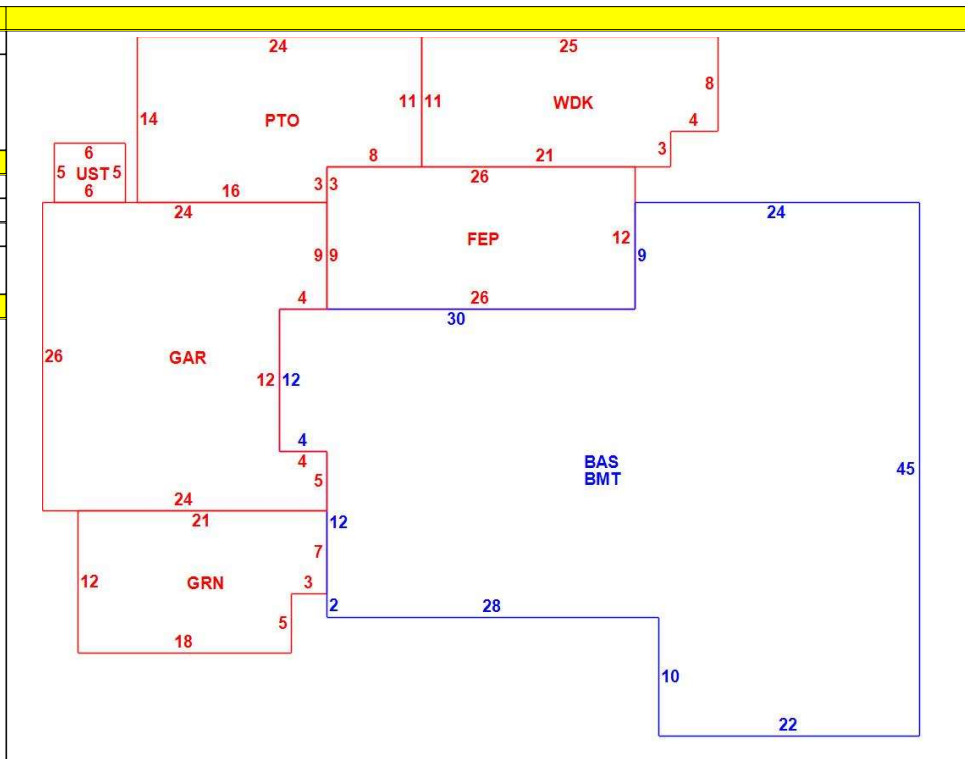 24 25
8
11 11 WDK
14 PTO 4
6
5 UST 5
6
8 21 3
16 3 3 26
24 24
9 9 FEP 12 9
4 26
30
26 GAR
12 12
4 BAS 45
4 BMT
5
24
21 12
7
12 GRN 3
2 28
5
18
10
22